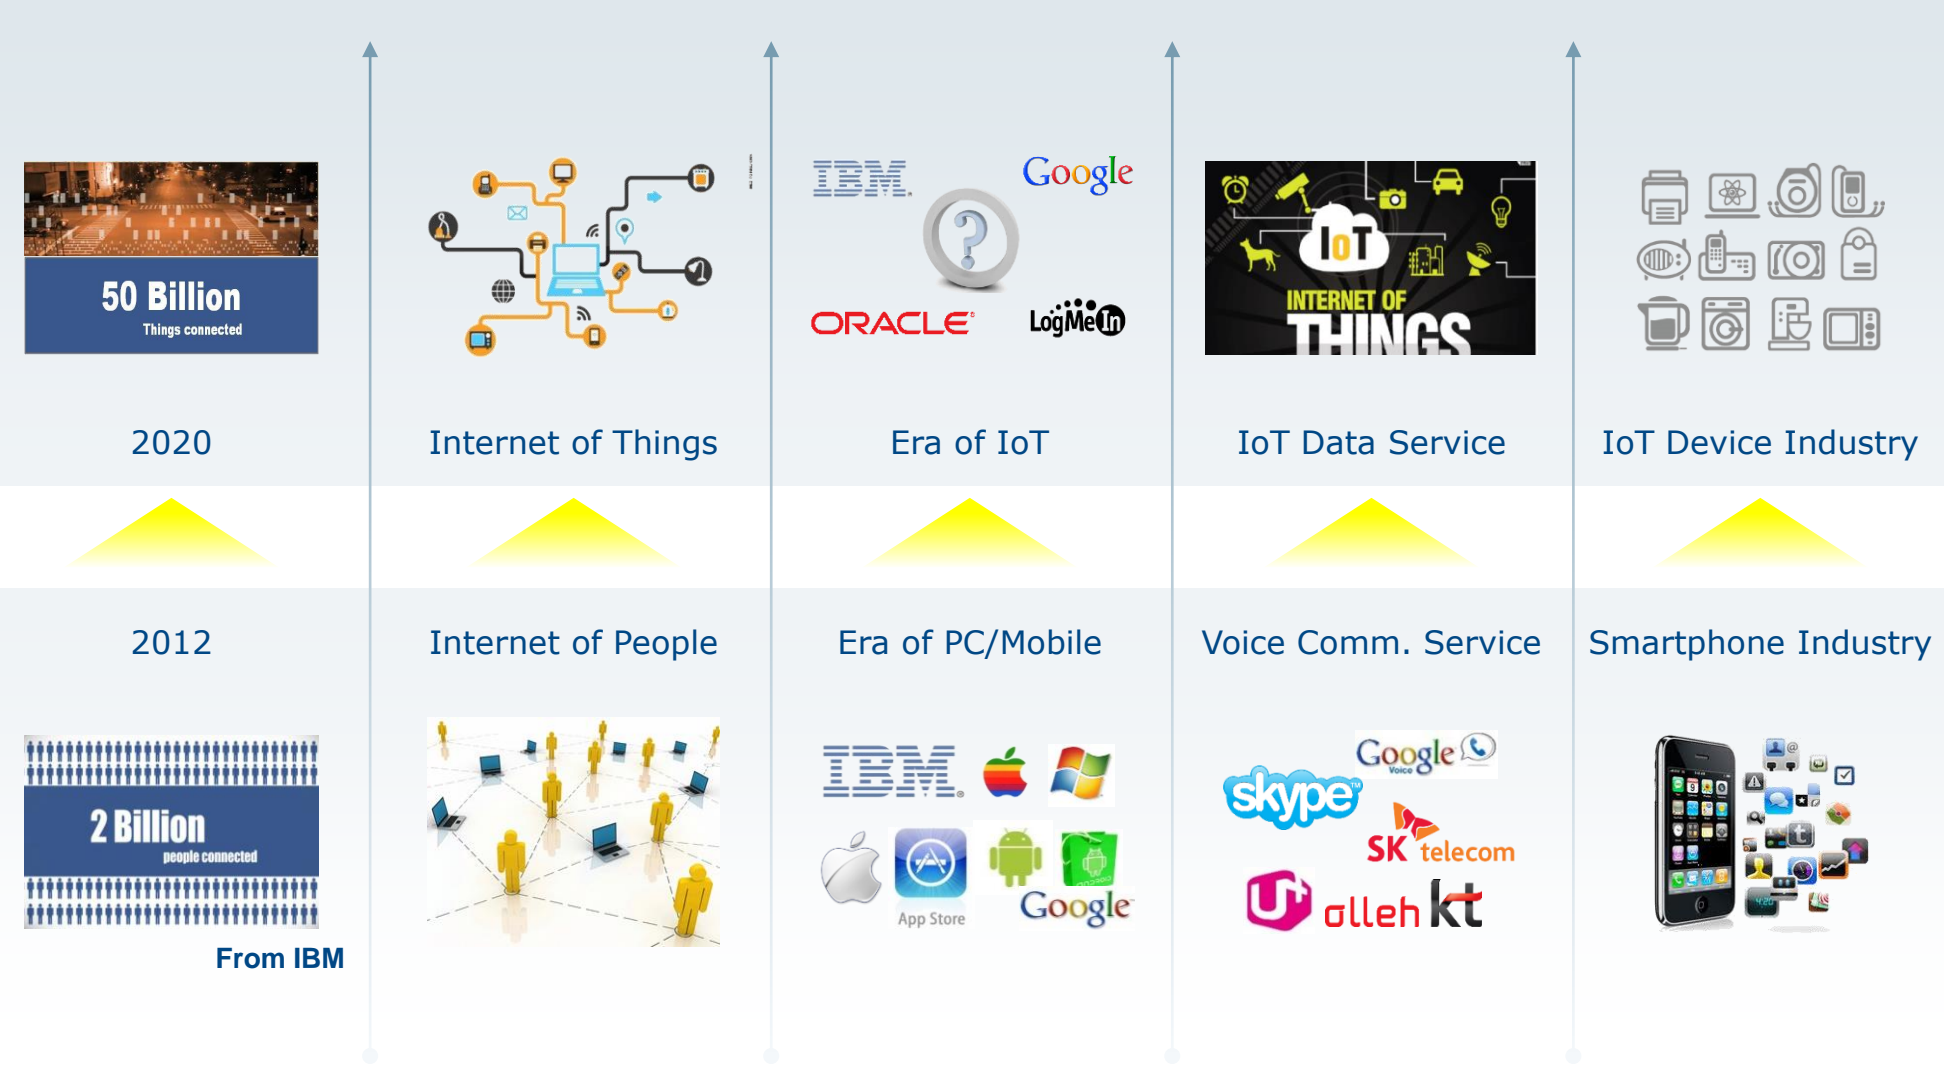 IBM
Google
ORACLE
LogMeIn
IoT
INTERNET OF
THINGS
50 Billion
Things connected
2020
Internet of Things
Era of IoT
IoT Data Service
IoT Device Industry
2012
Internet of People
Era of PC/Mobile
Voice Comm. Service
Smartphone Industry
2 Billion
people connected
From IBM
IBM
App Store
Google
Google
Voice
skype
SK telecom
U+
olleh kt
4:20